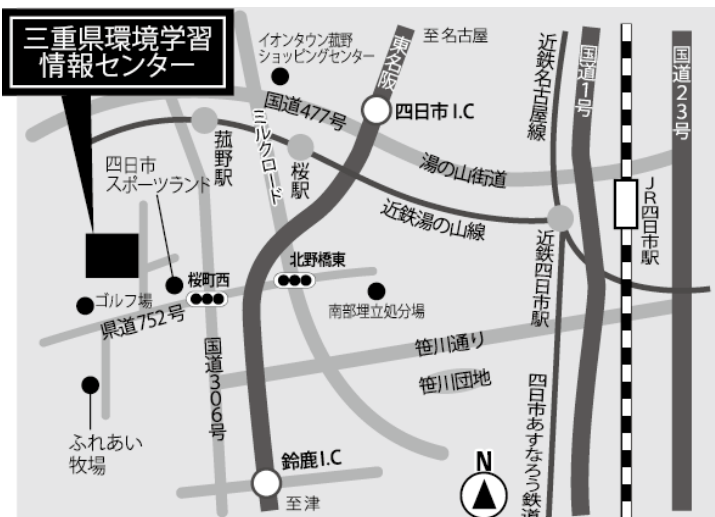 三重県環境学習
情報センター
イオンタウン菰野
ショッピングセンター
東名阪
至名古屋
近鉄名古屋線
国道1号
国道23号
国道477号
四日市I.C
ミルクロード
菰野駅
桜駅
湯の山街道
四日市
スポーツランド
近鉄湯の山線
JR四日市駅
近鉄四日市駅
北野橋東
桜町西
ゴルフ場
南部埋立処分場
県道752号
国道306号
笹川通り
笹川団地
四日市あすなろう鉄道
ふれあい
牧場
鈴鹿I.C
至津
N